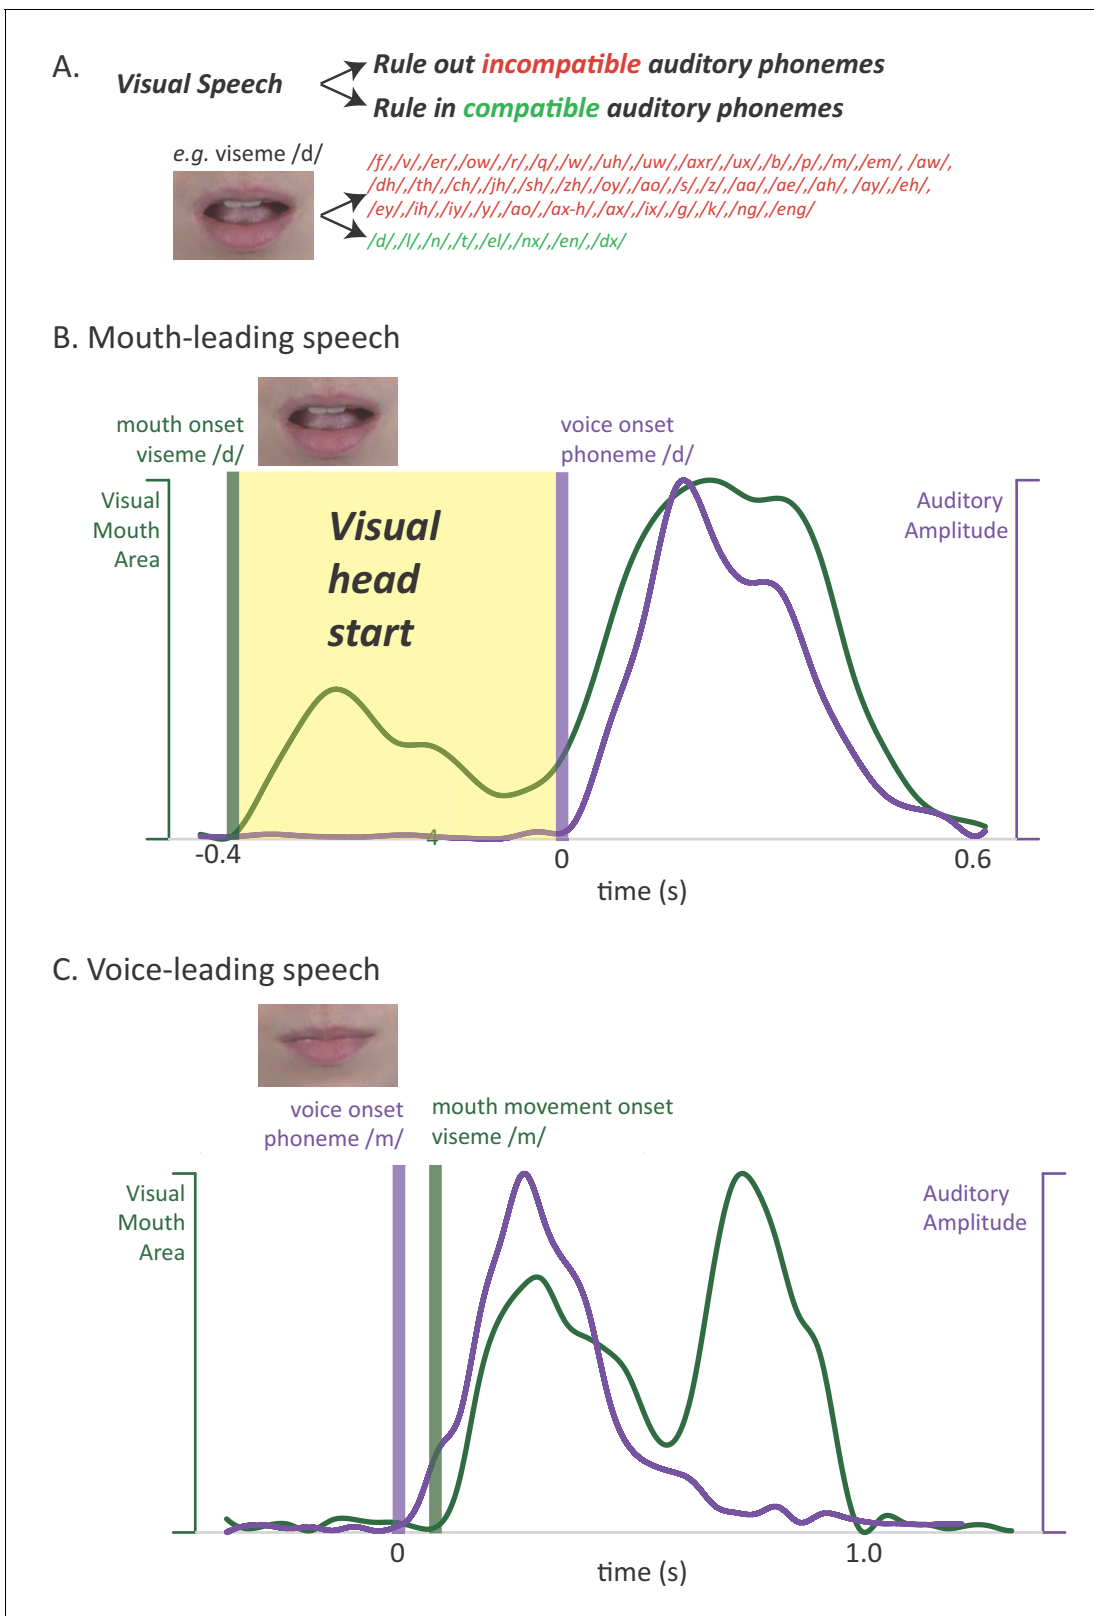 A.
Visual Speech
Rule out incompatible auditory phonemes
Rule in compatible auditory phonemes
e.g. viseme /d/
/f/,/v/,/er/,/ow/,/r/,/q/,/w/,/uh/,/uw/,/axr/,/ux/,/b/,/p/,/m/,/em/, /aw/,
/dh/,/th/,/ch/,/jh/,/sh/,/zh/,/oy/,/ao/,/s/,/z/,/aa/,/ae/,/ah/, /ay/,/eh/,
/ey/,/ih/,/iy/,/y/,/ao/,/ax-h/,/ax/,/ix/,/g/,/k/,/ng/,/eng/
/d/,/l/,/n/,/t/,/el/,/nx/,/en/,/dx/
B. Mouth-leading speech
mouth onset
viseme /d/
voice onset
phoneme /d/
Visual
Mouth
Area
Visual
head
start
Auditory
Amplitude
4
-0.4
0
0.6
time (s)
C. Voice-leading speech
voice onset
phoneme /m/
mouth movement onset
viseme /m/
Visual
Mouth
Area
Auditory
Amplitude
0
1.0
time (s)